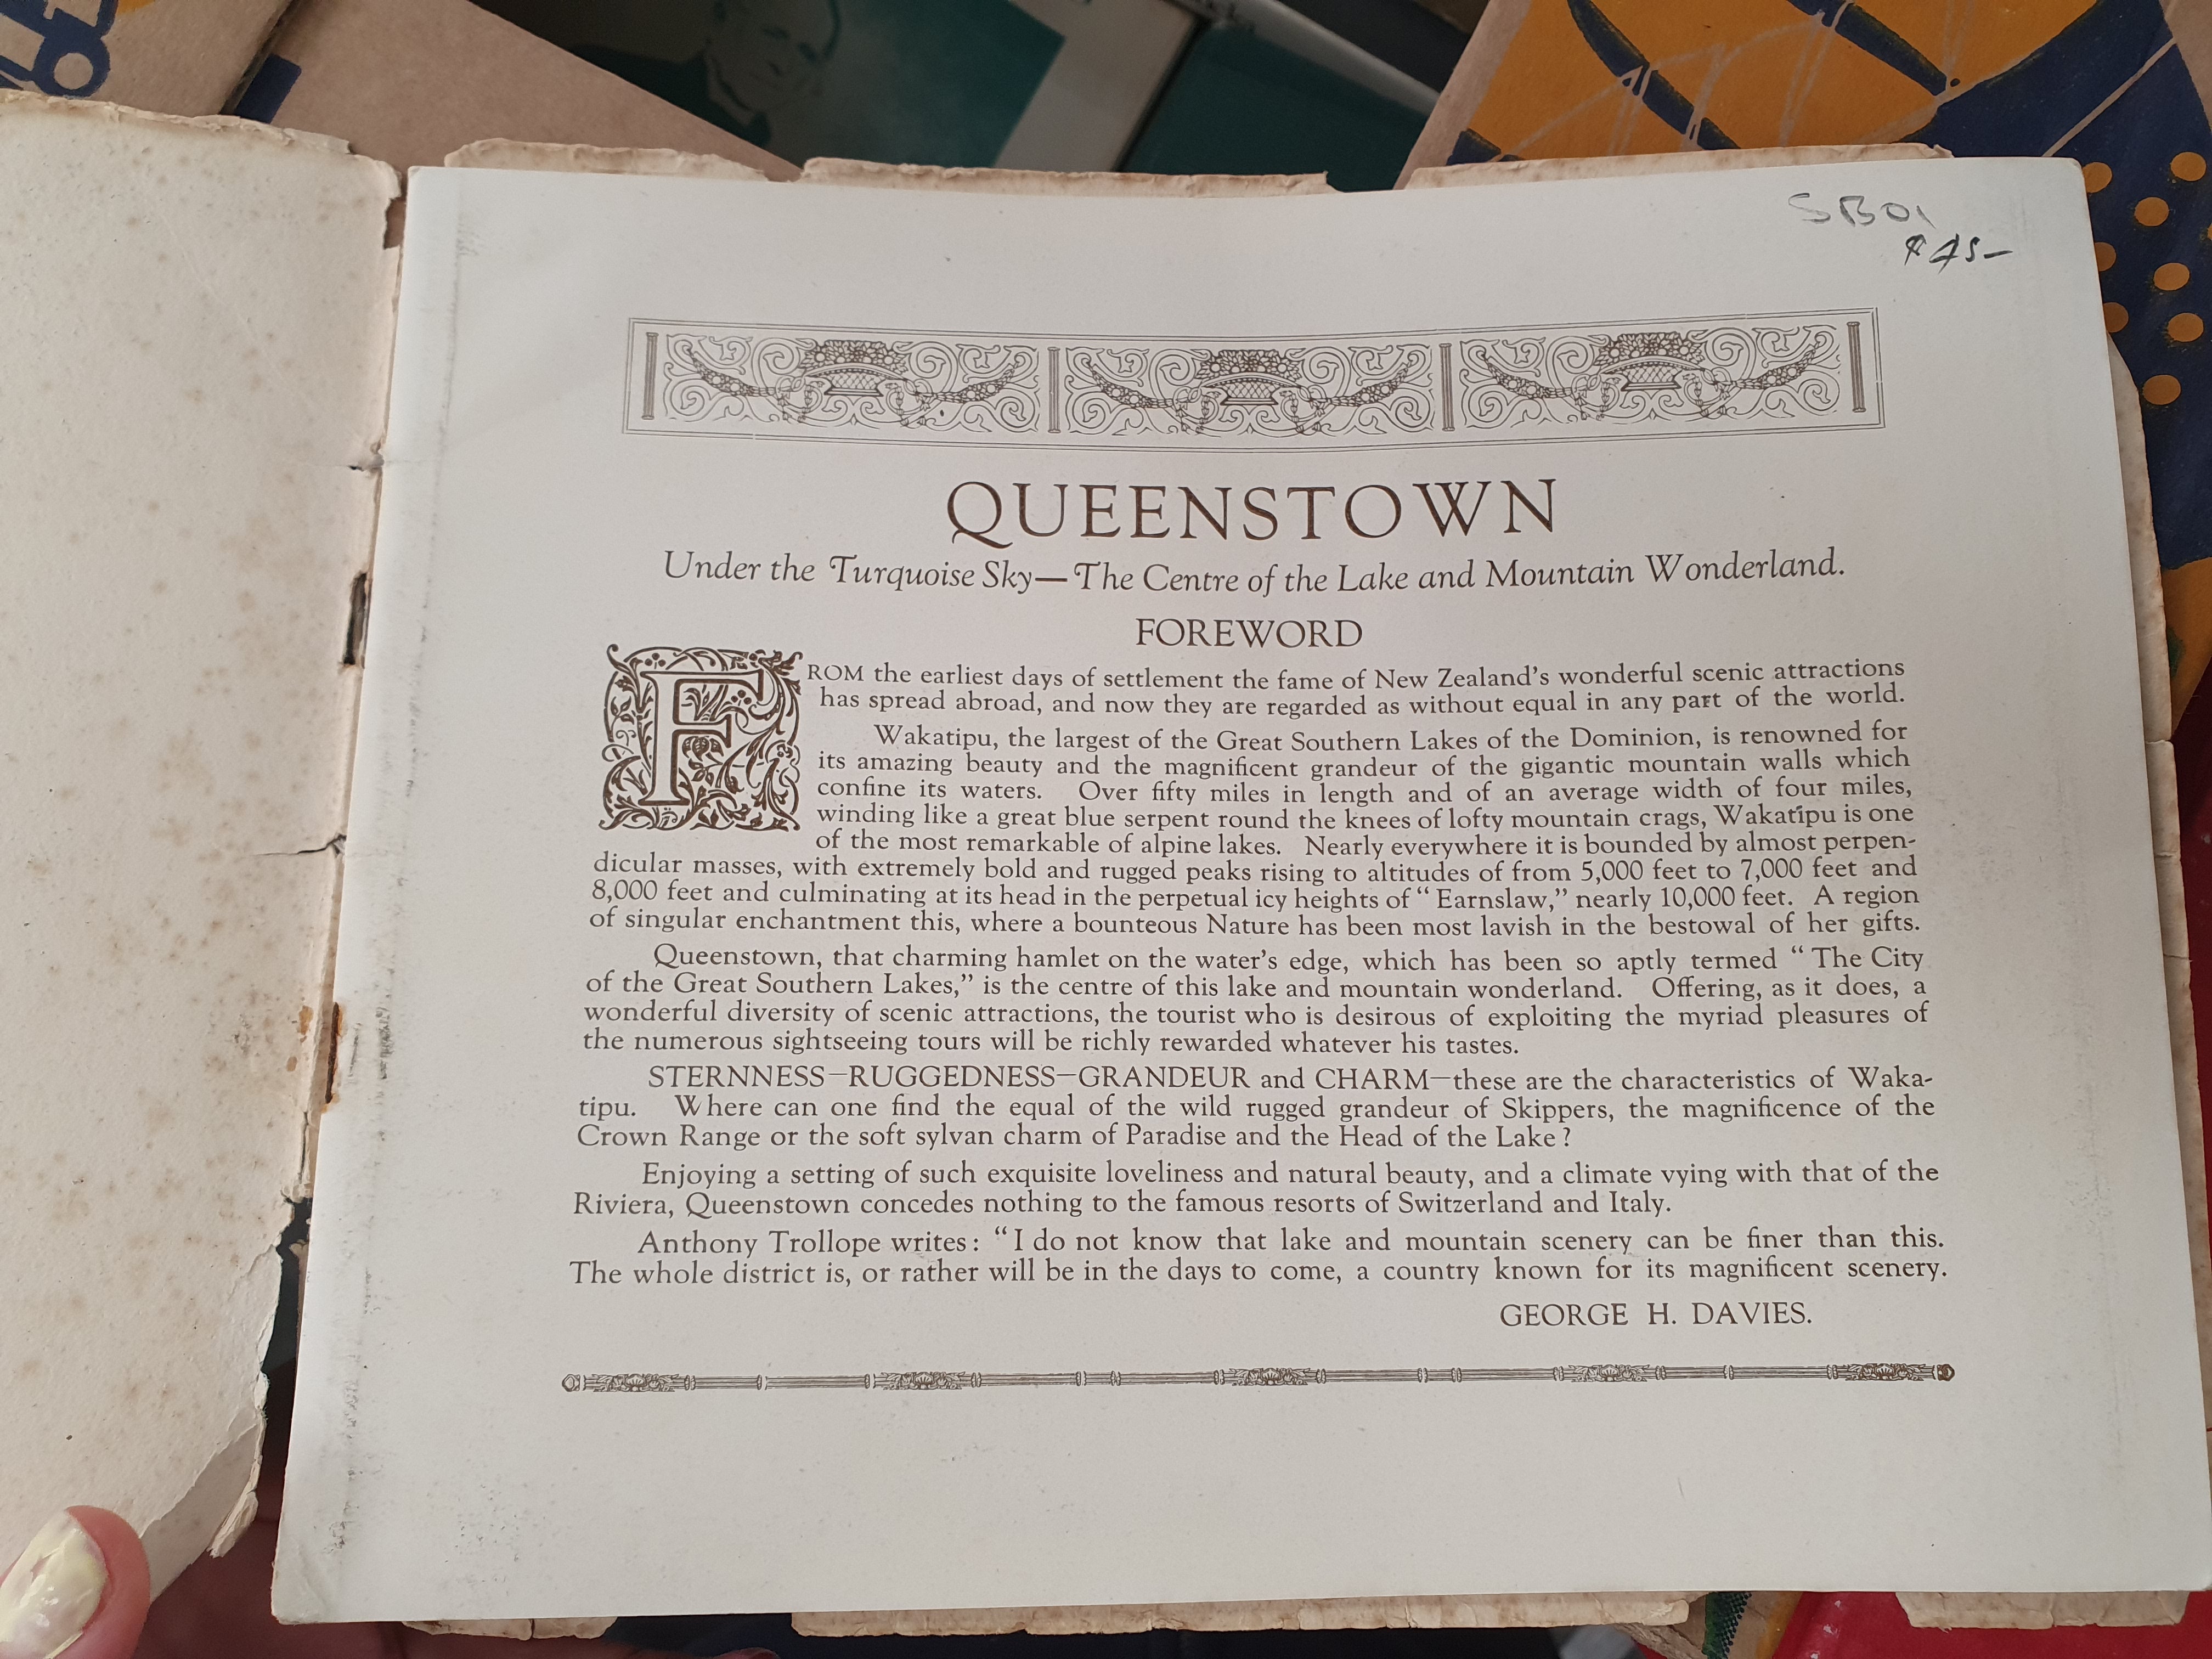 SB01
$45-
QUEENSTOWN
Under the Turquoise Sky—The Centre of the Lake and Mountain Wonderland.
FOREWORD
FROM the earliest days of settlement the fame of New Zealand's wonderful scenic attractions
has spread abroad, and now they are regarded as without equal in any part of the world.
Wakatipu, the largest of the Great Southern Lakes of the Dominion, is renowned for
its amazing beauty and the magnificent grandeur of the gigantic mountain walls which
confine its waters. Over fifty miles in length and of an average width of four miles,
winding like a great blue serpent round the knees of lofty mountain crags, Wakatipu is one
of the most remarkable of alpine lakes. Nearly everywhere it is bounded by almost perpen-
dicular masses, with extremely bold and rugged peaks rising to altitudes of from 5,000 feet to 7,000 feet and
8,000 feet and culminating at its head in the perpetual icy heights of "Earnslaw," nearly 10,000 feet. A region
of singular enchantment this, where a bounteous Nature has been most lavish in the bestowal of her gifts.
Queenstown, that charming hamlet on the water's edge, which has been so aptly termed "The City
of the Great Southern Lakes," is the centre of this lake and mountain wonderland. Offering, as it does, a
wonderful diversity of scenic attractions, the tourist who is desirous of exploiting the myriad pleasures of
the numerous sightseeing tours will be richly rewarded whatever his tastes.
STERNNESS—RUGGEDNESS—GRANDEUR and CHARM—these are the characteristics of Waka-
tipu. Where can one find the equal of the wild rugged grandeur of Skippers, the magnificence of the
Crown Range or the soft sylvan charm of Paradise and the Head of the Lake?
Enjoying a setting of such exquisite loveliness and natural beauty, and a climate vying with that of the
Riviera, Queenstown concedes nothing to the famous resorts of Switzerland and Italy.
Anthony Trollope writes: "I do not know that lake and mountain scenery can be finer than this.
The whole district is, or rather will be in the days to come, a country known for its magnificent scenery.
GEORGE H. DAVIES.